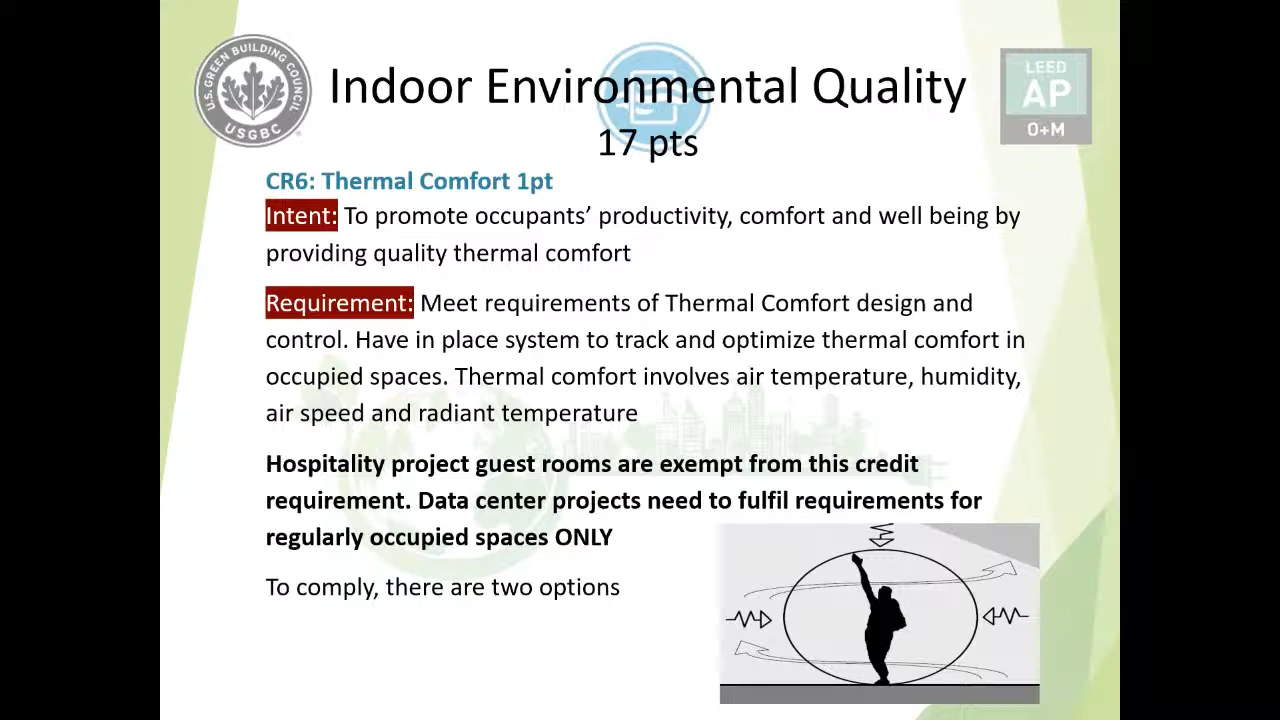 U.S. GREEN BUILDING COUNCIL
USGBC
Indoor Environmental Quality
17 pts
LEED
AP
O+M
CR6: Thermal Comfort 1pt
Intent: To promote occupants’ productivity, comfort and well being by
providing quality thermal comfort
Requirement: Meet requirements of Thermal Comfort design and
control. Have in place system to track and optimize thermal comfort in
occupied spaces. Thermal comfort involves air temperature, humidity,
air speed and radiant temperature
Hospitality project guest rooms are exempt from this credit
requirement. Data center projects need to fulfil requirements for
regularly occupied spaces ONLY
To comply, there are two options